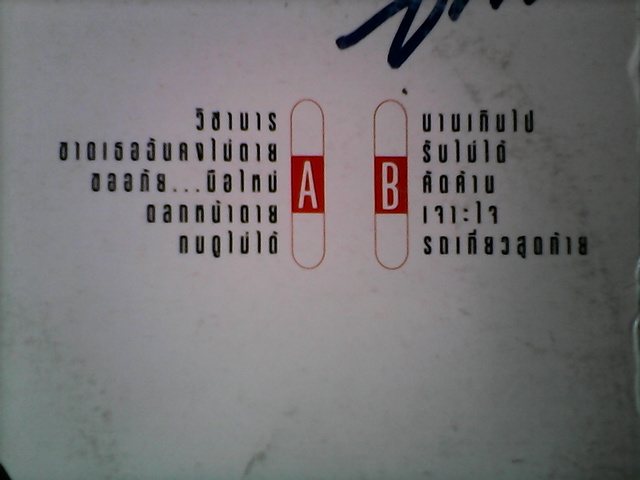 วิชามาร
ขาดเธอฉันคงไม่ตาย
ขออภัย...มือใหม่
ตลกหน้าตาย
ทนดูไม่ได้
A
B
นานเกินไป
รับไม่ได้
คัดค้าน
เจาะใจ
รถเที่ยวสุดท้าย